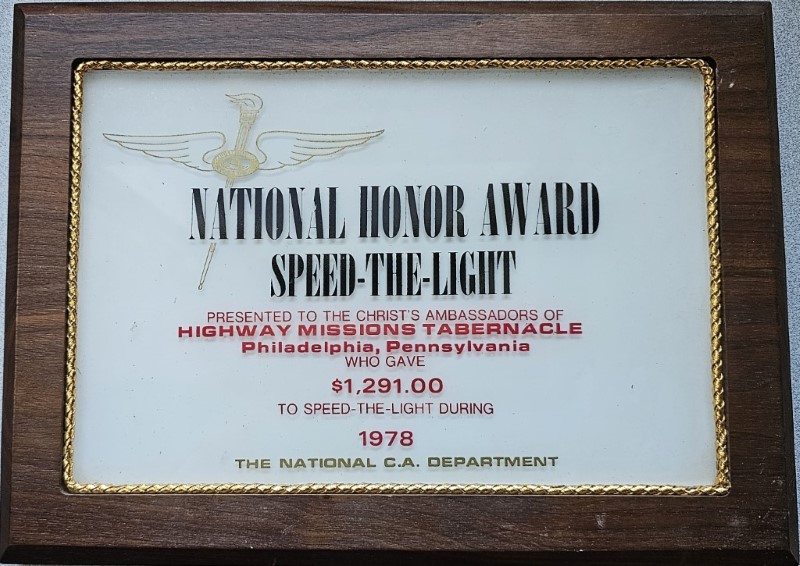 NATIONAL HONOR AWARD
SPEED-THE-LIGHT
PRESENTED TO THE CHRIST'S AMBASSADORS OF
HIGHWAY MISSIONS TABERNACLE
Philadelphia, Pennsylvania
WHO GAVE
$1,291.00
TO SPEED-THE-LIGHT DURING
1978
THE NATIONAL C.A. DEPARTMENT